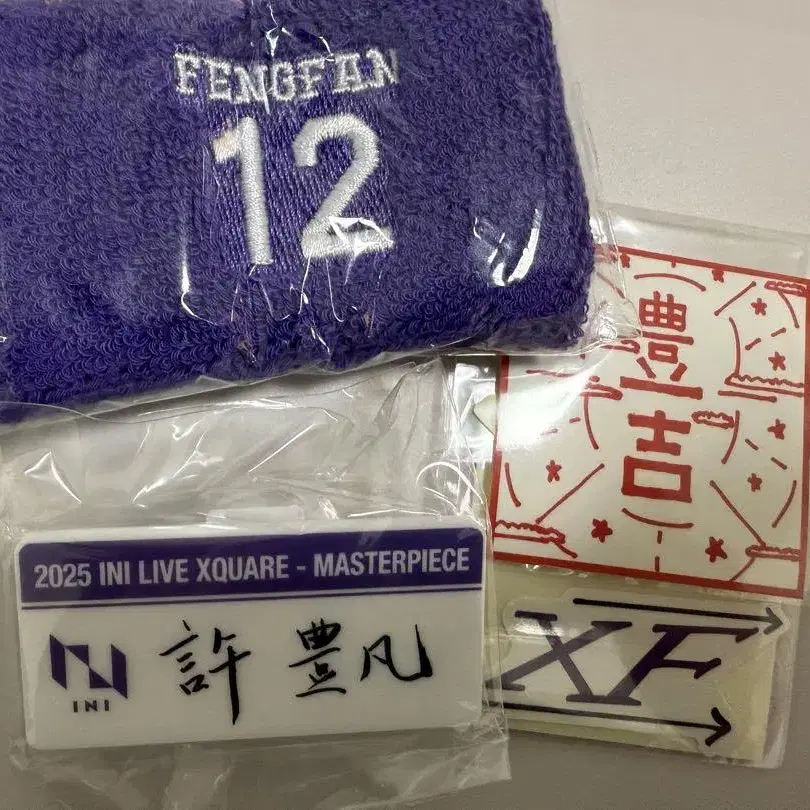 FENGFAN
12
豊
吉
2025 INI LIVE XQUARE - MASTERPIECE
INI
許 豊凡
XF